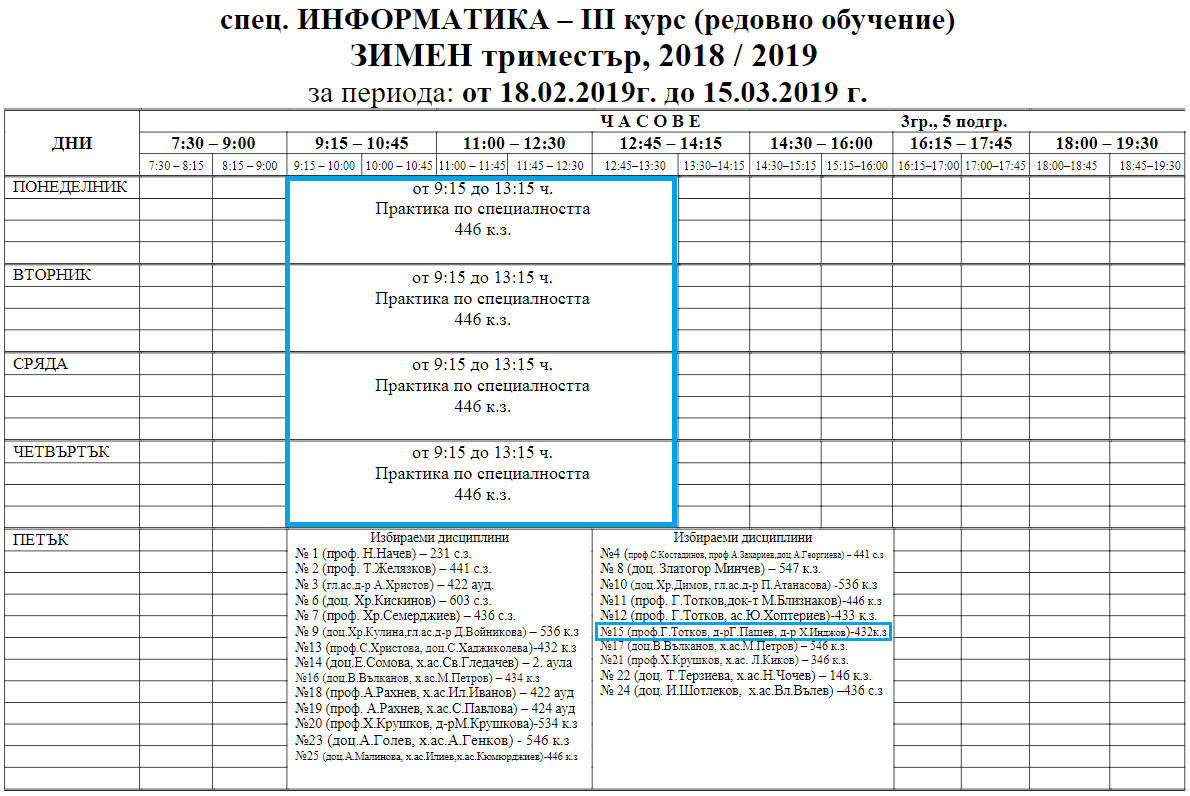 спец. ИНФОРМАТИКА – III курс (редовно обучение)
ЗИМЕН триместър, 2018 / 2019
за периода: от 18.02.2019г. до 15.03.2019 г.
ДНИ
Ч А С О В Е 3гр., 5 подгр.
7:30 – 9:00 9:15 – 10:45 11:00 – 12:30 12:45 – 14:15 14:30 – 16:00 16:15 – 17:45 18:00 – 19:30
7:30 – 8:15 8:15 – 9:00 9:15 – 10:00 10:00 – 10:45 11:00 – 11:45 11:45 – 12:30 12:45–13:30 13:30–14:15 14:30–15:15 15:15–16:00 16:15–17:00 17:00–17:45 18:00–18:45 18:45–19:30
ПОНЕДЕЛНИК
от 9:15 до 13:15 ч.
Практика по специалността
446 к.з.
ВТОРНИК
от 9:15 до 13:15 ч.
Практика по специалността
446 к.з.
СРЯДА
от 9:15 до 13:15 ч.
Практика по специалността
446 к.з.
ЧЕТВЪРТЪК
от 9:15 до 13:15 ч.
Практика по специалността
446 к.з.
ПЕТЪК
Избираеми дисциплини
№ 1 (проф. Н.Начев) – 231 с.з.
№ 2 (проф. Т.Желязков) – 441 с.з.
№ 3 (гл.ас.д-р А.Христов) – 422 ауд.
№ 6 (доц. Хр.Кискинов) – 603 с.з.
№ 7 (проф. Хр.Семерджиев) – 436 с.з.
№ 9 (доц.Хр.Кулина,гл.ас.д-р Д.Войникова) – 536 к.з
№13 (проф.С.Христова, доц.С.Хаджиколева)-432 к.з
№14 (доц.Е.Сомова, х.ас.Св.Гледачев) – 2. аула
№16 (доц.В.Вълканов, х.ас.М.Петров) – 434 к.з
№18 (проф.А.Рахнев, х.ас.Ил.Иванов) – 422 ауд
№19 (проф. А.Рахнев, х.ас.С.Павлова) – 424 ауд
№20 (проф.Х.Крушков, д-рМ.Крушкова)-534 к.з
№23 (доц.А.Голев, х.ас.А.Генков) - 546 к.з
№25 (доц.А.Малинова, х.ас.Илиев,х.ас.Кюмюрджиев)-446 к.з
Избираеми дисциплини
№4 (проф.С.Костадинов, проф.А.Захариев,доц.А.Георгиева) – 441 с.з
№ 8 (доц. Златогор Минчев) – 547 к.з.
№10 (доц.Хр.Димов, гл.ас.д-р П.Атанасова) -536 к.з
№11 (проф. Г.Тотков,док-т М.Близнаков)-446 к.з
№12 (проф. Г.Тотков, ас.Ю.Хоптериев)-433 к.з.
№15 (проф.Г.Тотков, д-рГ.Пашев, д-р Х.Инджов)-432к.з
№17 (доц.В.Вълканов, х.ас.М.Петров) – 546 к.з.
№21 (проф.Х.Крушков, х.ас. Л.Киков) – 346 к.з.
№ 22 (доц. Т.Терзиева, х.ас.Н.Чочев) – 146 к.з.
№ 24 (доц. И.Шотлеков, х.ас.Вл.Вълев) –436 с.з